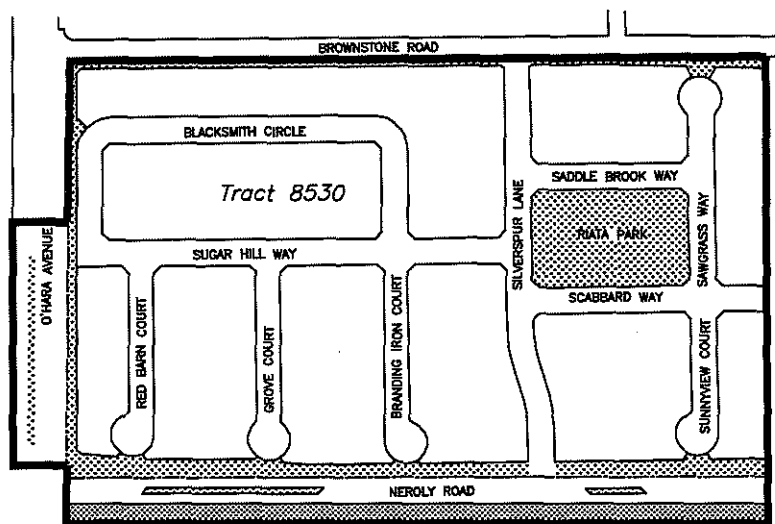 BROWNSTONE ROAD
BLACKSMITH CIRCLE
SADDLE BROOK WAY
Tract 8530
SILVERSPUR LANE
RIATA PARK
SAWGRASS WAY
O'HARA AVENUE
SUGAR HILL WAY
SCABBARD WAY
RED BARN COURT
GROVE COURT
BRANDING IRON COURT
SUNNYVIEW COURT
NEROLY ROAD